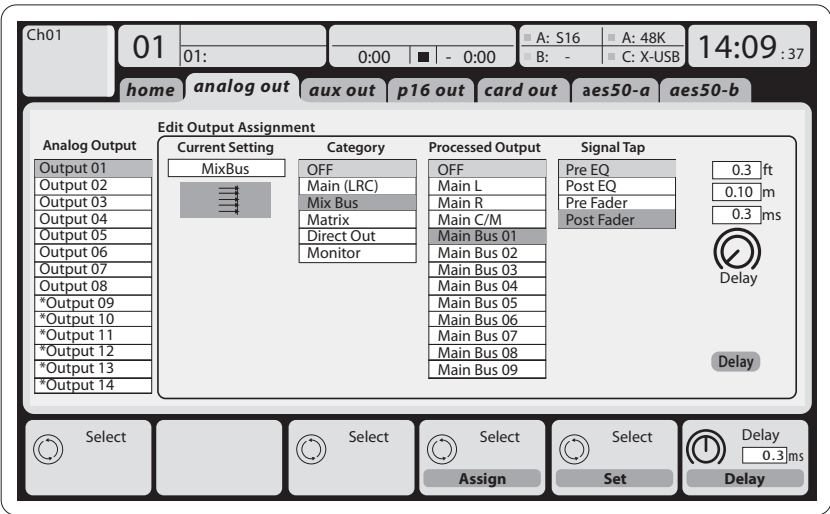 Ch01
01
01:
0:00
- 0:00
A: S16
A: 48K
B: -
C: X-USB
14:09 :37
home
analog out
aux out
p16 out
card out
aes50-a
aes50-b
Edit Output Assignment
Analog Output
Current Setting
Category
Processed Output
Signal Tap
Output 01
Output 02
Output 03
Output 04
Output 05
Output 06
Output 07
Output 08
*Output 09
*Output 10
*Output 11
*Output 12
*Output 13
*Output 14
MixBus
OFF
Main (LRC)
Mix Bus
Matrix
Direct Out
Monitor
OFF
Main L
Main R
Main C/M
Main Bus 01
Main Bus 02
Main Bus 03
Main Bus 04
Main Bus 05
Main Bus 06
Main Bus 07
Main Bus 08
Main Bus 09
Pre EQ
Post EQ
Pre Fader
Post Fader
0.3 ft
0.10 m
0.3 ms
Delay
Delay
Select
Select
Select
Assign
Select
Set
Delay
0.3 ms
Delay